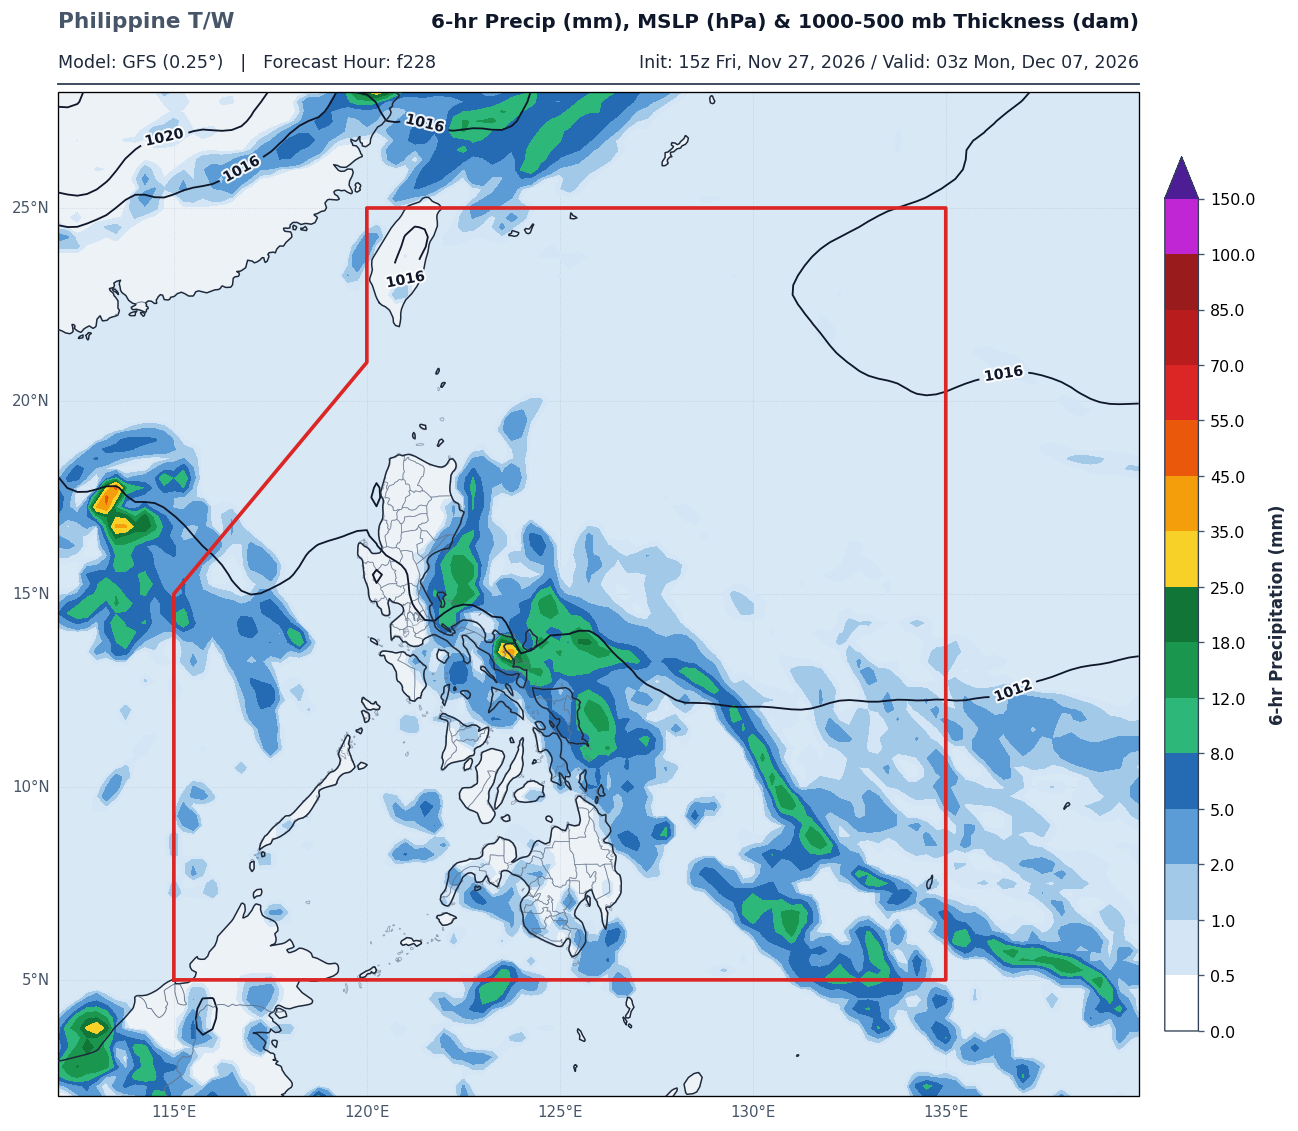 Philippine T/W
6-hr Precip (mm), MSLP (hPa) & 1000-500 mb Thickness (dam)
Model: GFS (0.25°) | Forecast Hour: f228
Init: 15z Fri, Nov 27, 2026 / Valid: 03z Mon, Dec 07, 2026
1020
1016
1016
1016
1016
1012
25°N
20°N
15°N
10°N
5°N
115°E
120°E
125°E
130°E
135°E
150.0
100.0
85.0
70.0
55.0
45.0
35.0
25.0
18.0
12.0
8.0
5.0
2.0
1.0
0.5
0.0
6-hr Precipitation (mm)